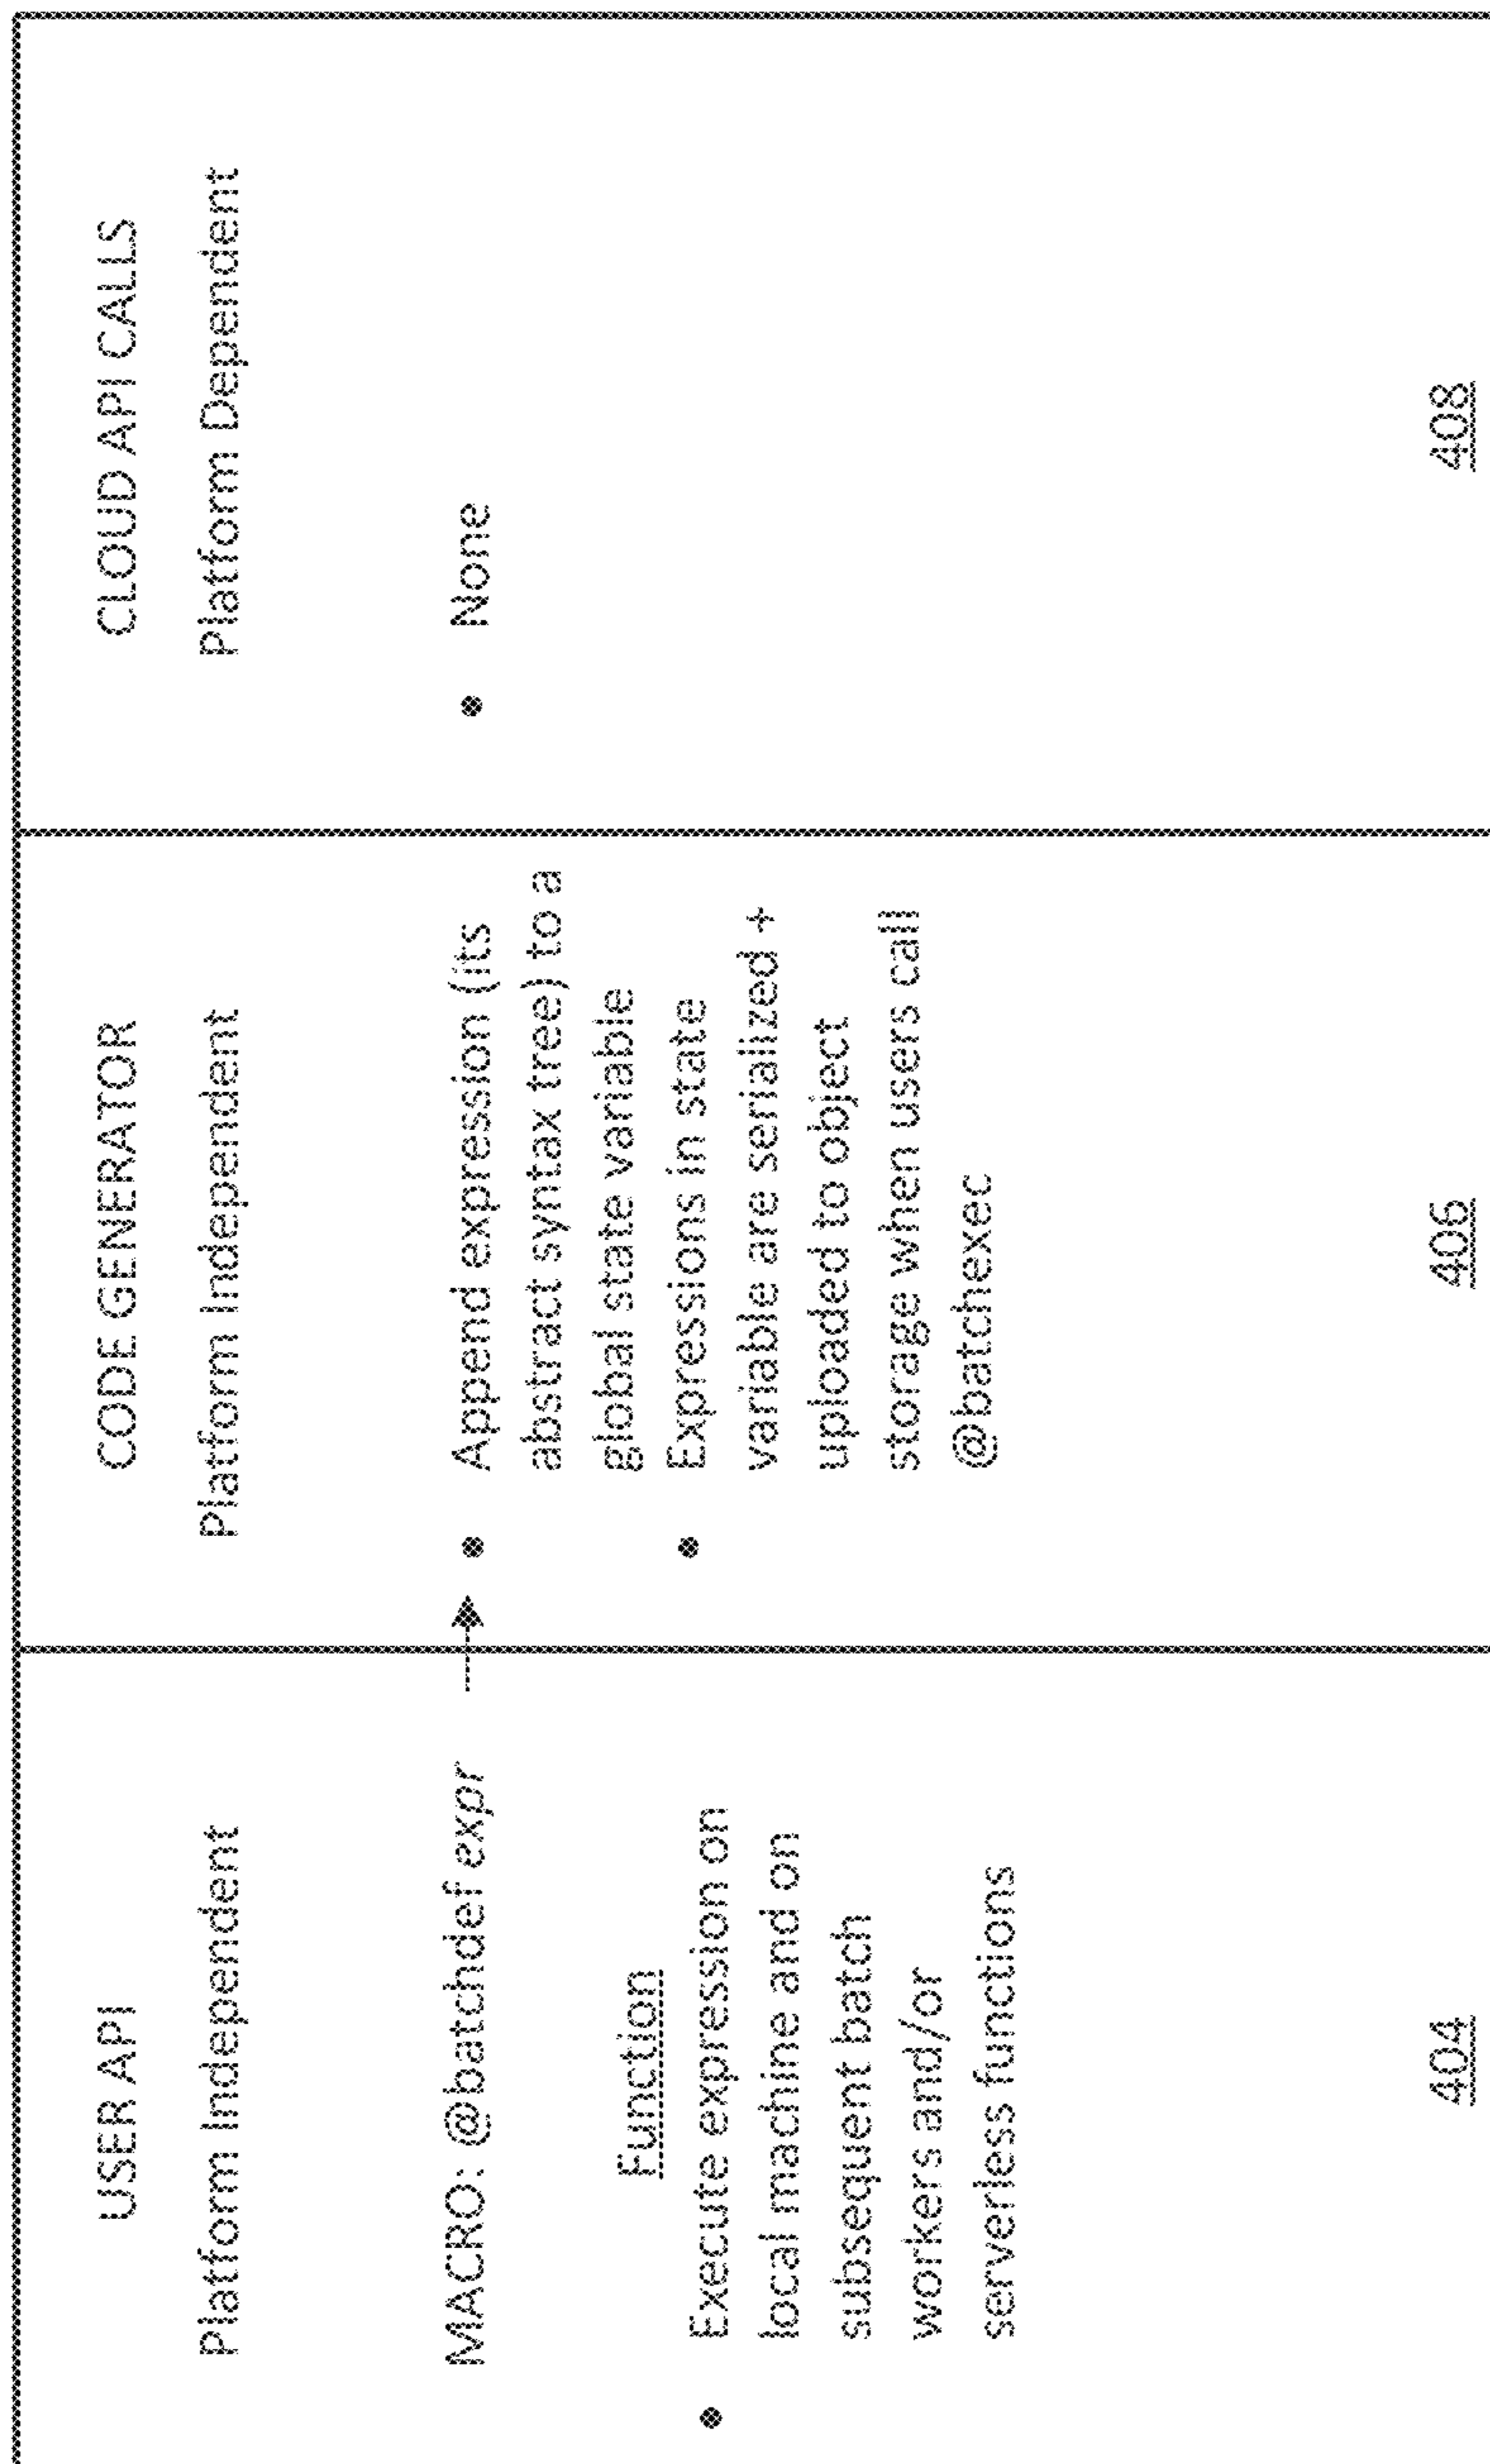 USER API
Platform Independent
MACRO: @batchdef expr
Function
• Execute expression on
local machine and on
subsequent batch
workers and/or
serverless functions
404
CODE GENERATOR
Platform Independent
• Append expression (its
abstract syntax tree) to a
global state variable
• Expressions in state
variable are serialized +
uploaded to object
storage when users call
@batchexec
406
CLOUD API CALLS
Platform Dependent
• None
408